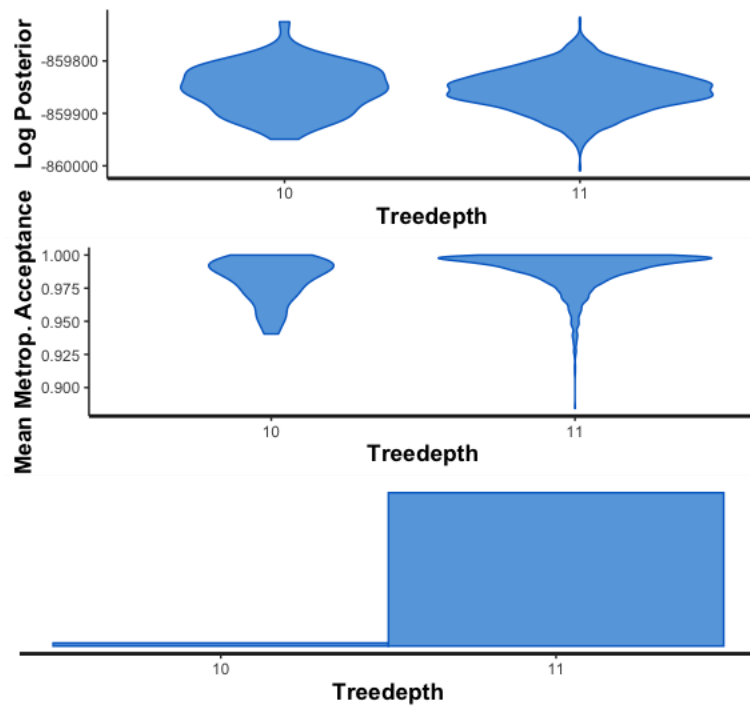 Log Posterior
-859800
-859900
-860000
10 11
Treedepth
Mean Metrop. Acceptance
1.000
0.975
0.950
0.925
0.900
10 11
Treedepth
10 11
Treedepth